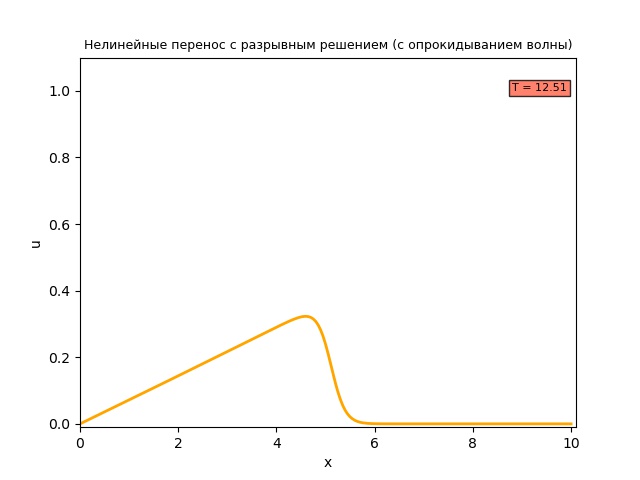 Нелинейные перенос с разрывным решением (с опрокидыванием волны)
T = 12.51
1.0
0.8
0.6
0.4
0.2
0.0
u
0 2 4 6 8 10
x